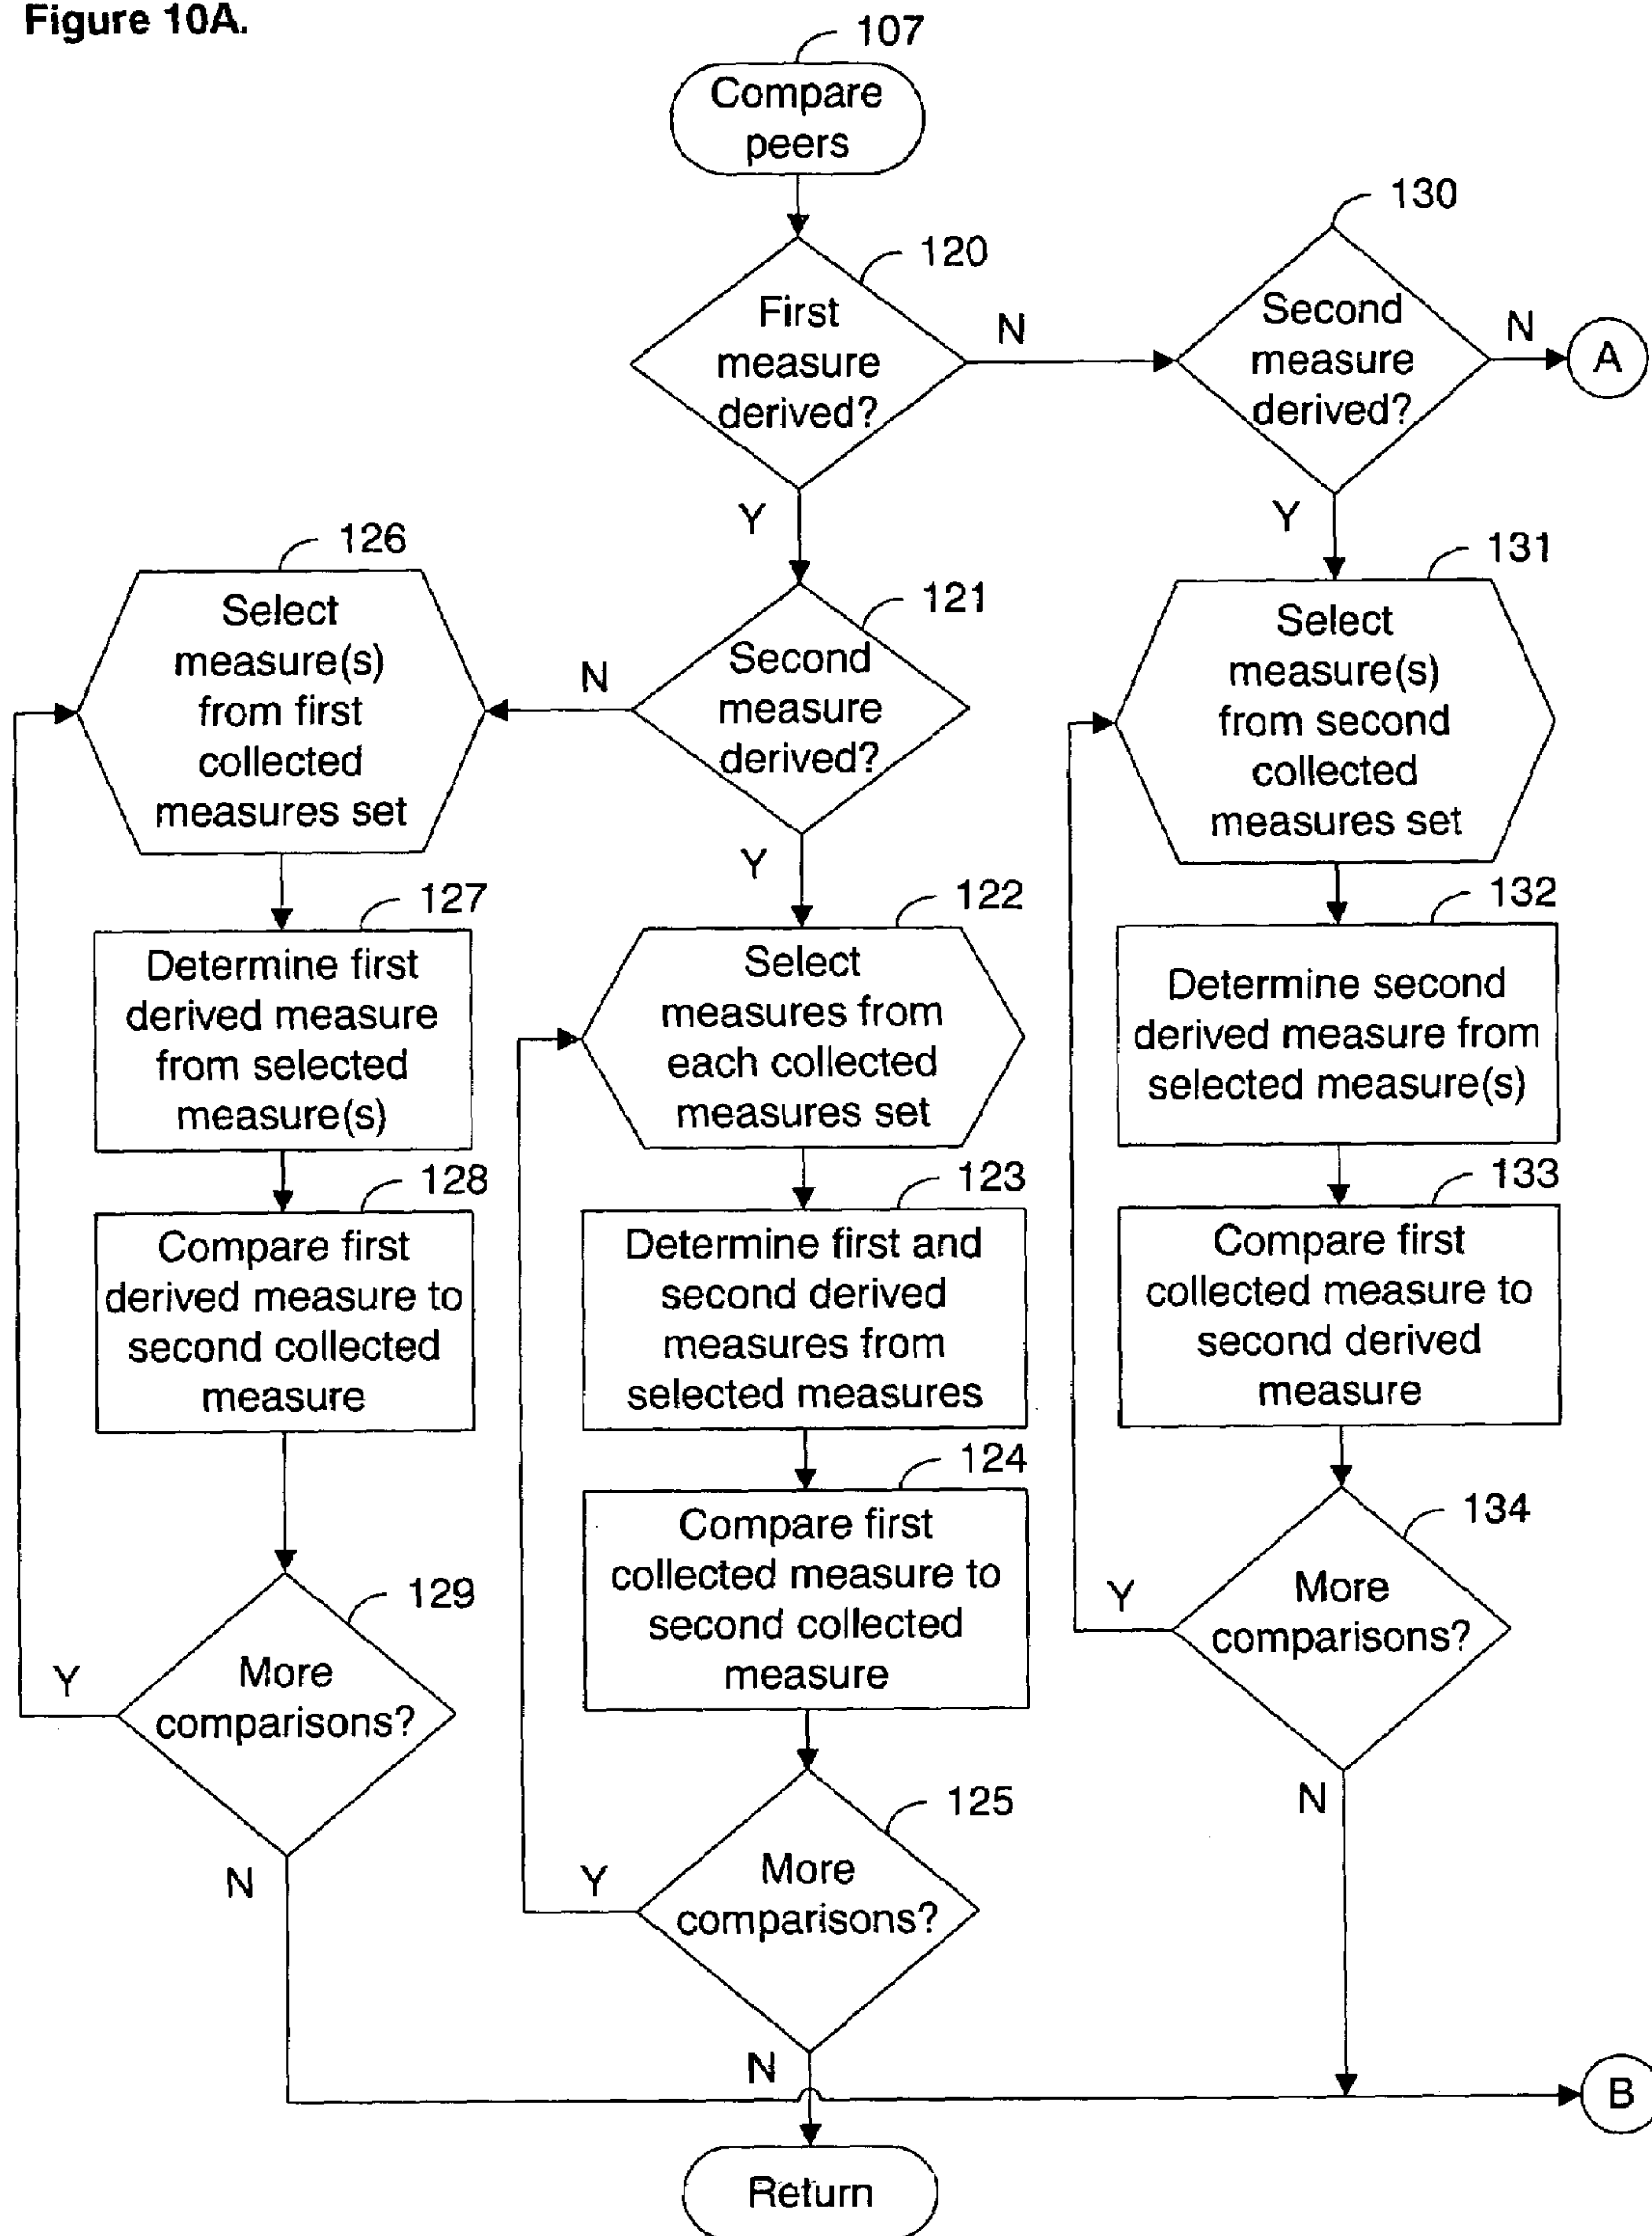 Figure 10A.
107
Compare
peers
120
First
measure
derived?
N
130
Second
measure
derived?
N
A
Y
Y
126
Select
measure(s)
from first
collected
measures set
N
121
Second
measure
derived?
131
Select
measure(s)
from second
collected
measures set
Y
127
Determine first
derived measure
from selected
measure(s)
122
Select
measures from
each collected
measures set
132
Determine second
derived measure from
selected measure(s)
128
Compare first
derived measure to
second collected
measure
123
Determine first and
second derived
measures from
selected measures
133
Compare first
collected measure to
second derived
measure
124
Compare first
collected measure to
second collected
measure
134
More
comparisons?
Y
N
129
More
comparisons?
Y
N
125
More
comparisons?
Y
N
B
Return